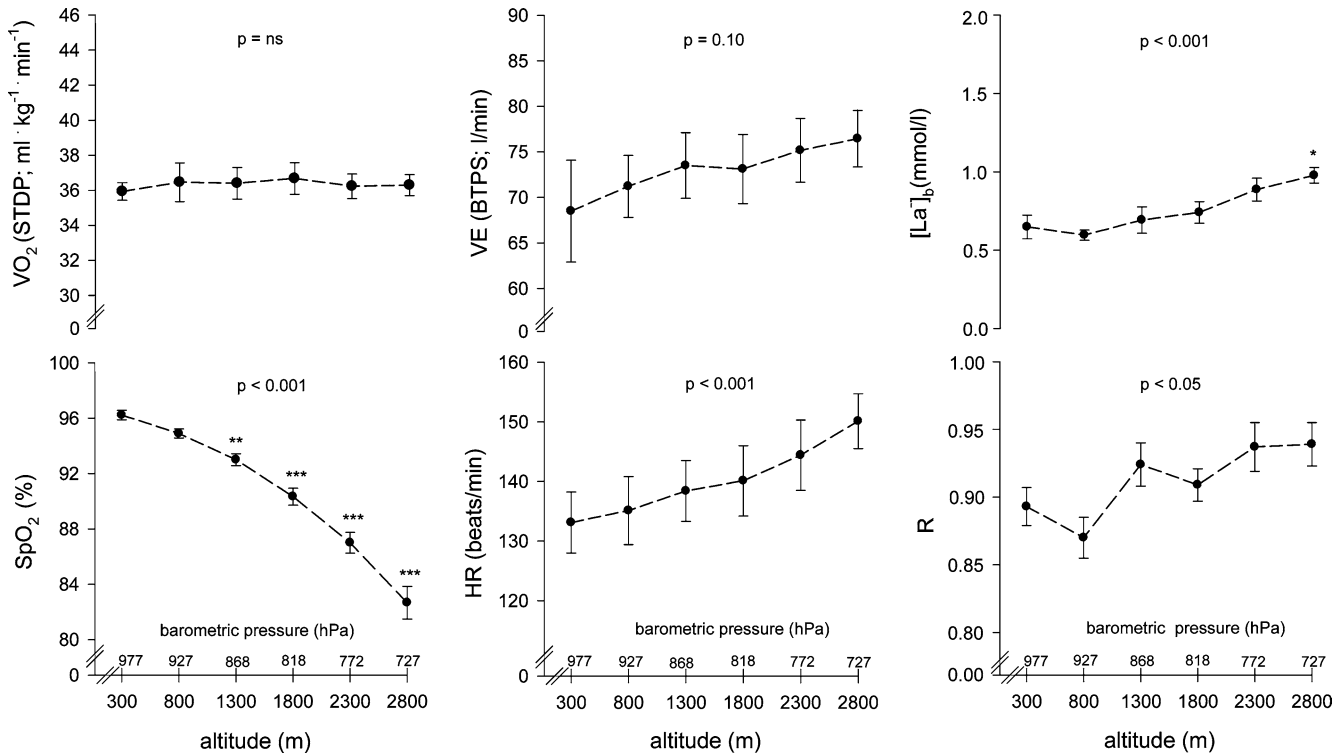 VO2 (STDP; ml · kg-1 · min-1)
46
44
42
40
38
36
34
32
30
0
p = ns
VE (BTPS; l/min)
90
85
80
75
70
65
60
0
p = 0.10
[La-]b(mmol/l)
2.0
1.5
1.0
0.5
0.0
p < 0.001
*
SpO2 (%)
100
96
92
88
84
80
0
p < 0.001
**
***
***
***
barometric pressure (hPa)
977 927 868 818 772 727
300 800 1300 1800 2300 2800
altitude (m)
HR (beats/min)
160
150
140
130
120
0
p < 0.001
barometric pressure (hPa)
977 927 868 818 772 727
300 800 1300 1800 2300 2800
altitude (m)
R
1.00
0.95
0.90
0.85
0.80
0.00
p < 0.05
barometric pressure (hPa)
977 927 868 818 772 727
300 800 1300 1800 2300 2800
altitude (m)